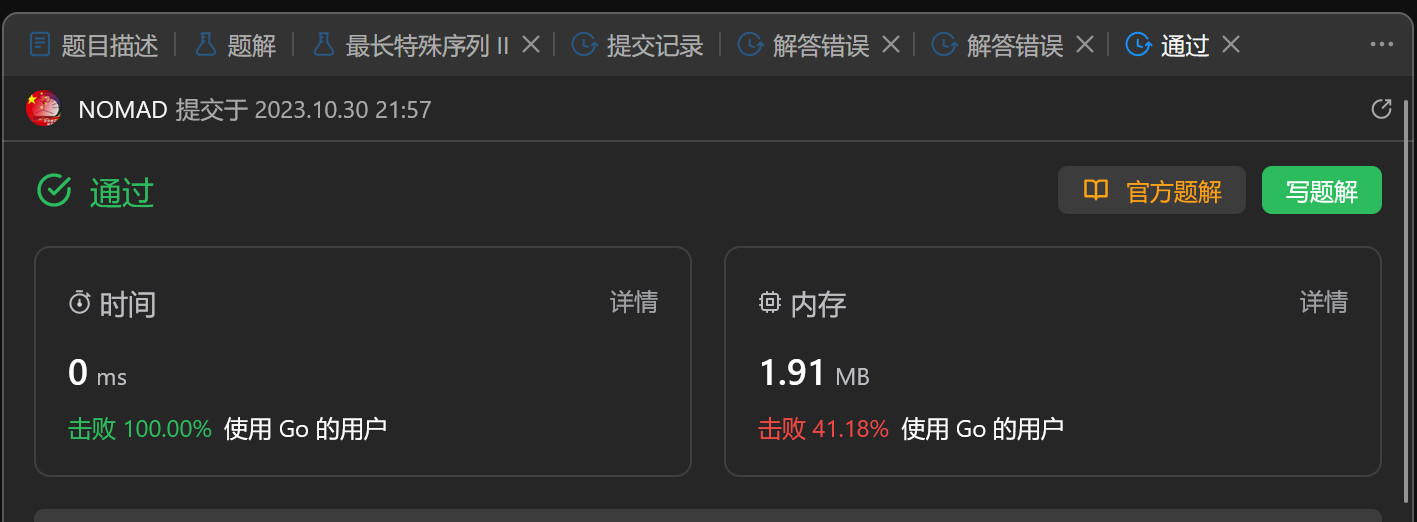 题目描述 题解 最长特殊序列 II 提交记录 解答错误 解答错误 通过
NOMAD 提交于 2023.10.30 21:57
通过 官方题解 写题解
时间 详情 内存 详情
0 ms 1.91 MB
击败 100.00% 使用 Go 的用户 击败 41.18% 使用 Go 的用户